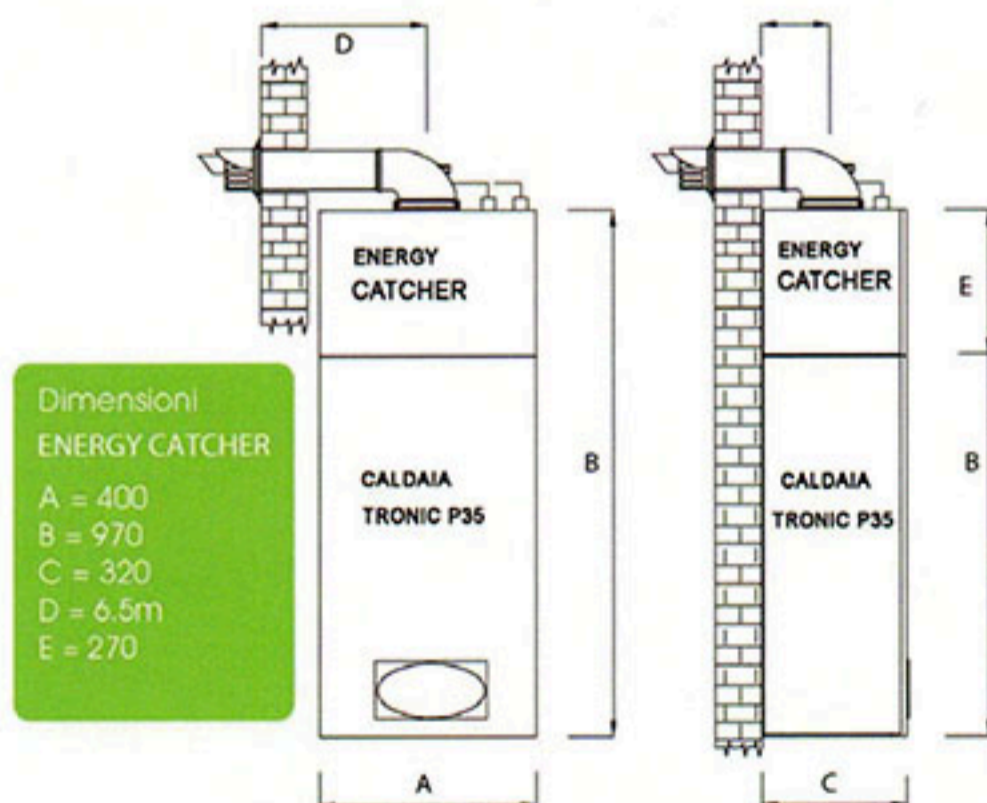 D
ENERGY
CATCHER
CALDAIA
TRONIC P35
B
A
ENERGY
CATCHER
CALDAIA
TRONIC P35
E
B
C
Dimensioni
ENERGY CATCHER
A = 400
B = 970
C = 320
D = 6.5m
E = 270